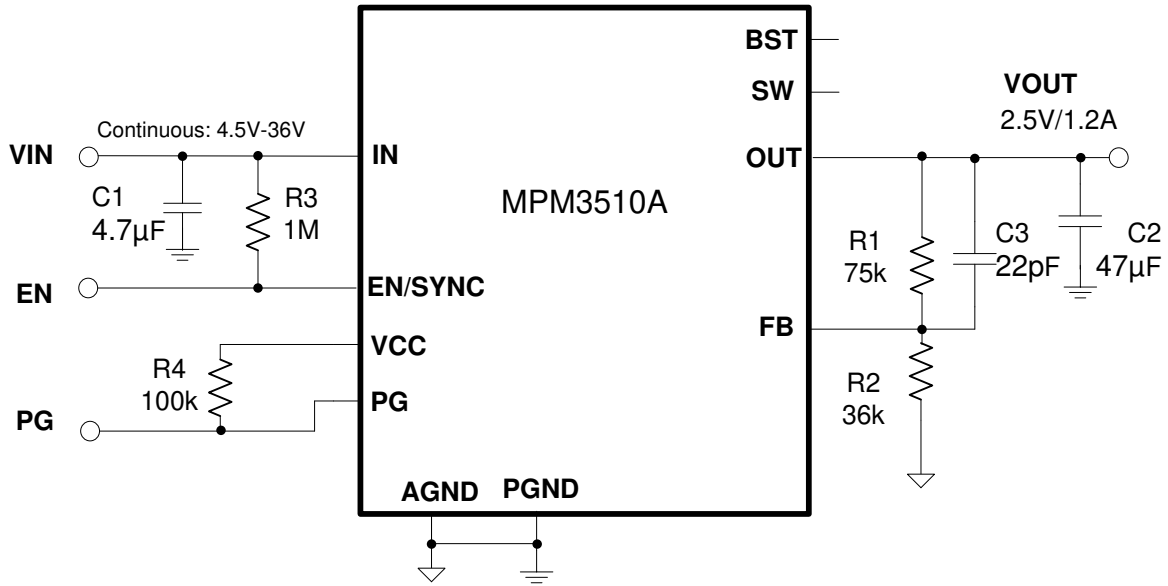 BST
SW
VOUT
2.5V/1.2A
Continuous: 4.5V-36V
VIN
IN
OUT
MPM3510A
C1
4.7µF
R3
1M
R1
75k
C3
22pF
C2
47µF
EN
EN/SYNC
FB
VCC
R4
100k
PG
PG
R2
36k
AGND
PGND